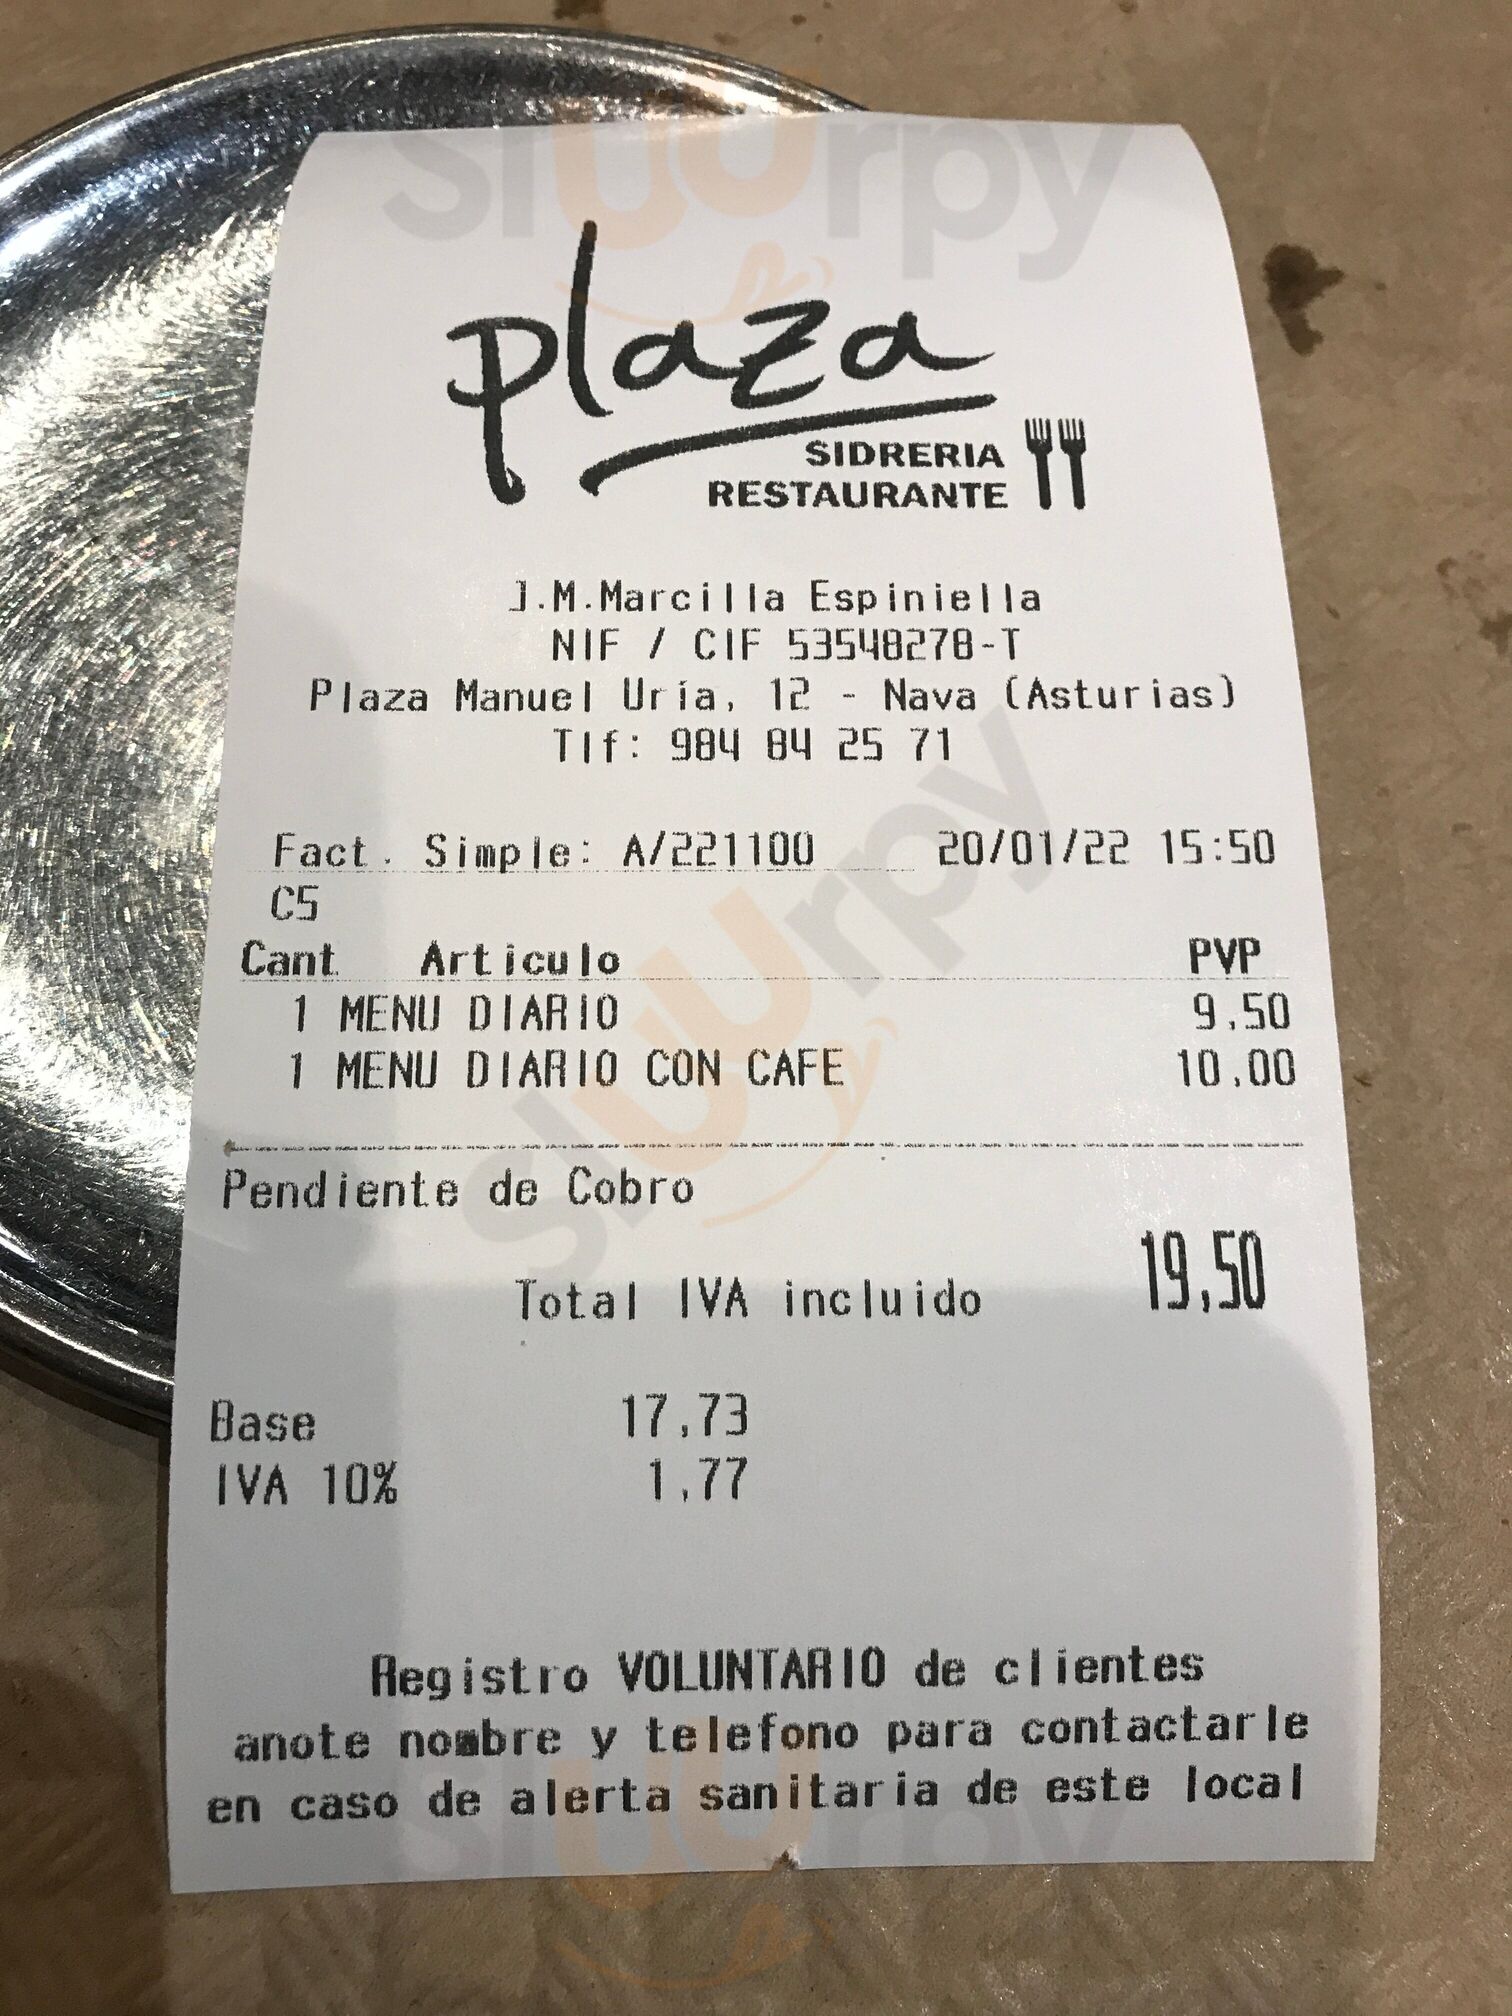 sluurpy
plaza
SIDRERIA
RESTAURANTE
J.M.Marcilla Espiniella
NIF / CIF 53548278-T
Plaza Manuel Uría, 12 - Nava (Asturias)
Tlf: 984 84 25 71
Fact. Simple: A/221100 20/01/22 15:50
C5
Cant Articulo PVP
1 MENU DIARIO 9,50
1 MENU DIARIO CON CAFE 10,00
sluurpy
Pendiente de Cobro
Total IVA incluido 19,50
Base 17,73
IVA 10% 1,77
Registro VOLUNTARIO de clientes
anote nombre y telefono para contactarle
en caso de alerta sanitaria de este local
sluurpy